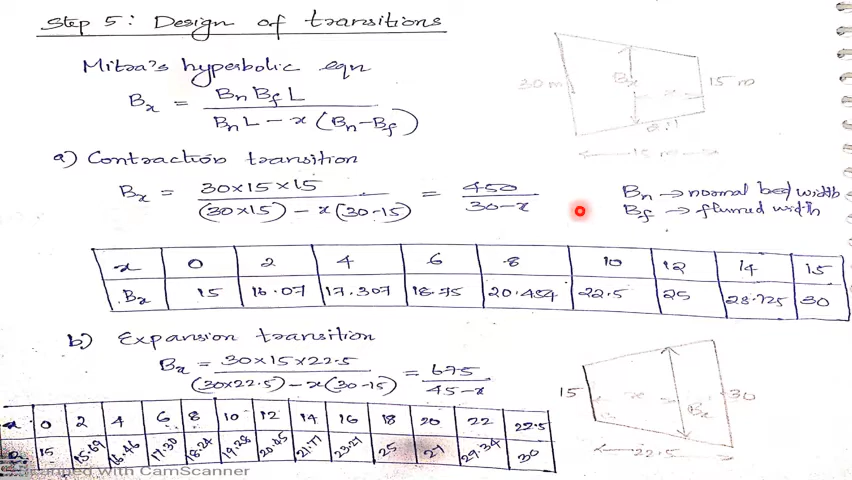 Step 5: Design of transitions
Mitra's hyperbolic eqn
Bx = Bn Bf L / Bn L - x (Bn - Bf)
30 m
Bx
15 m
x
15 m
a) Contraction transition
Bx = 30×15×15 / (30×15) - x(30-15) = 450 / 30-x
Bn → normal bed width
Bf → flumed width
x 0 2 4 6 8 10 12 14 15
Bx 15 16.07 17.307 18.75 20.454 22.5 25 28.125 30
b) Expansion transition
Bx = 30×15×22.5 / (30×22.5) - x(30-15) = 675 / 45-x
15
x
Bx
30
22.5
x 0 2 4 6 8 10 12 14 16 18 20 22 22.5
15 15.69 16.46 17.30 18.24 19.28 20.45 21.77 23.27 25 27 29.34 30
Scanned with CamScanner